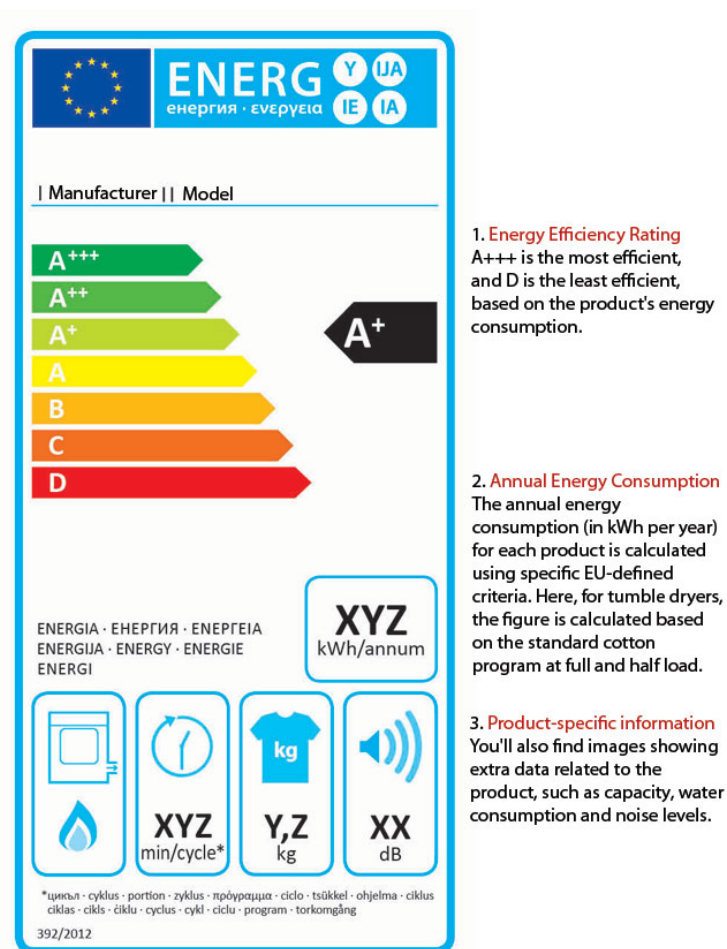 ENERG Y IJA
енергия · ενεργεια IE IA
| Manufacturer || Model
A+++
A++
A+
A
B
C
D
A+
XYZ
kWh/annum
ENERGIA · ЕНЕРГИЯ · ΕΝΕΡΓΕΙΑ
ENERGIJA · ENERGY · ENERGIE
ENERGI
XYZ
min/cycle*
kg
Y,Z
kg
XX
dB
*цикъл · cyklus · portion · zyklus · πρόγραμμα · ciclo · tsükkel · ohjelma · ciklus
ciklas · cikls · ċiklu · cyclus · cykl · ciclu · program · torkomgång
392/2012
1. Energy Efficiency Rating
A+++ is the most efficient,
and D is the least efficient,
based on the product's energy
consumption.
2. Annual Energy Consumption
The annual energy
consumption (in kWh per year)
for each product is calculated
using specific EU-defined
criteria. Here, for tumble dryers,
the figure is calculated based
on the standard cotton
program at full and half load.
3. Product-specific information
You'll also find images showing
extra data related to the
product, such as capacity, water
consumption and noise levels.